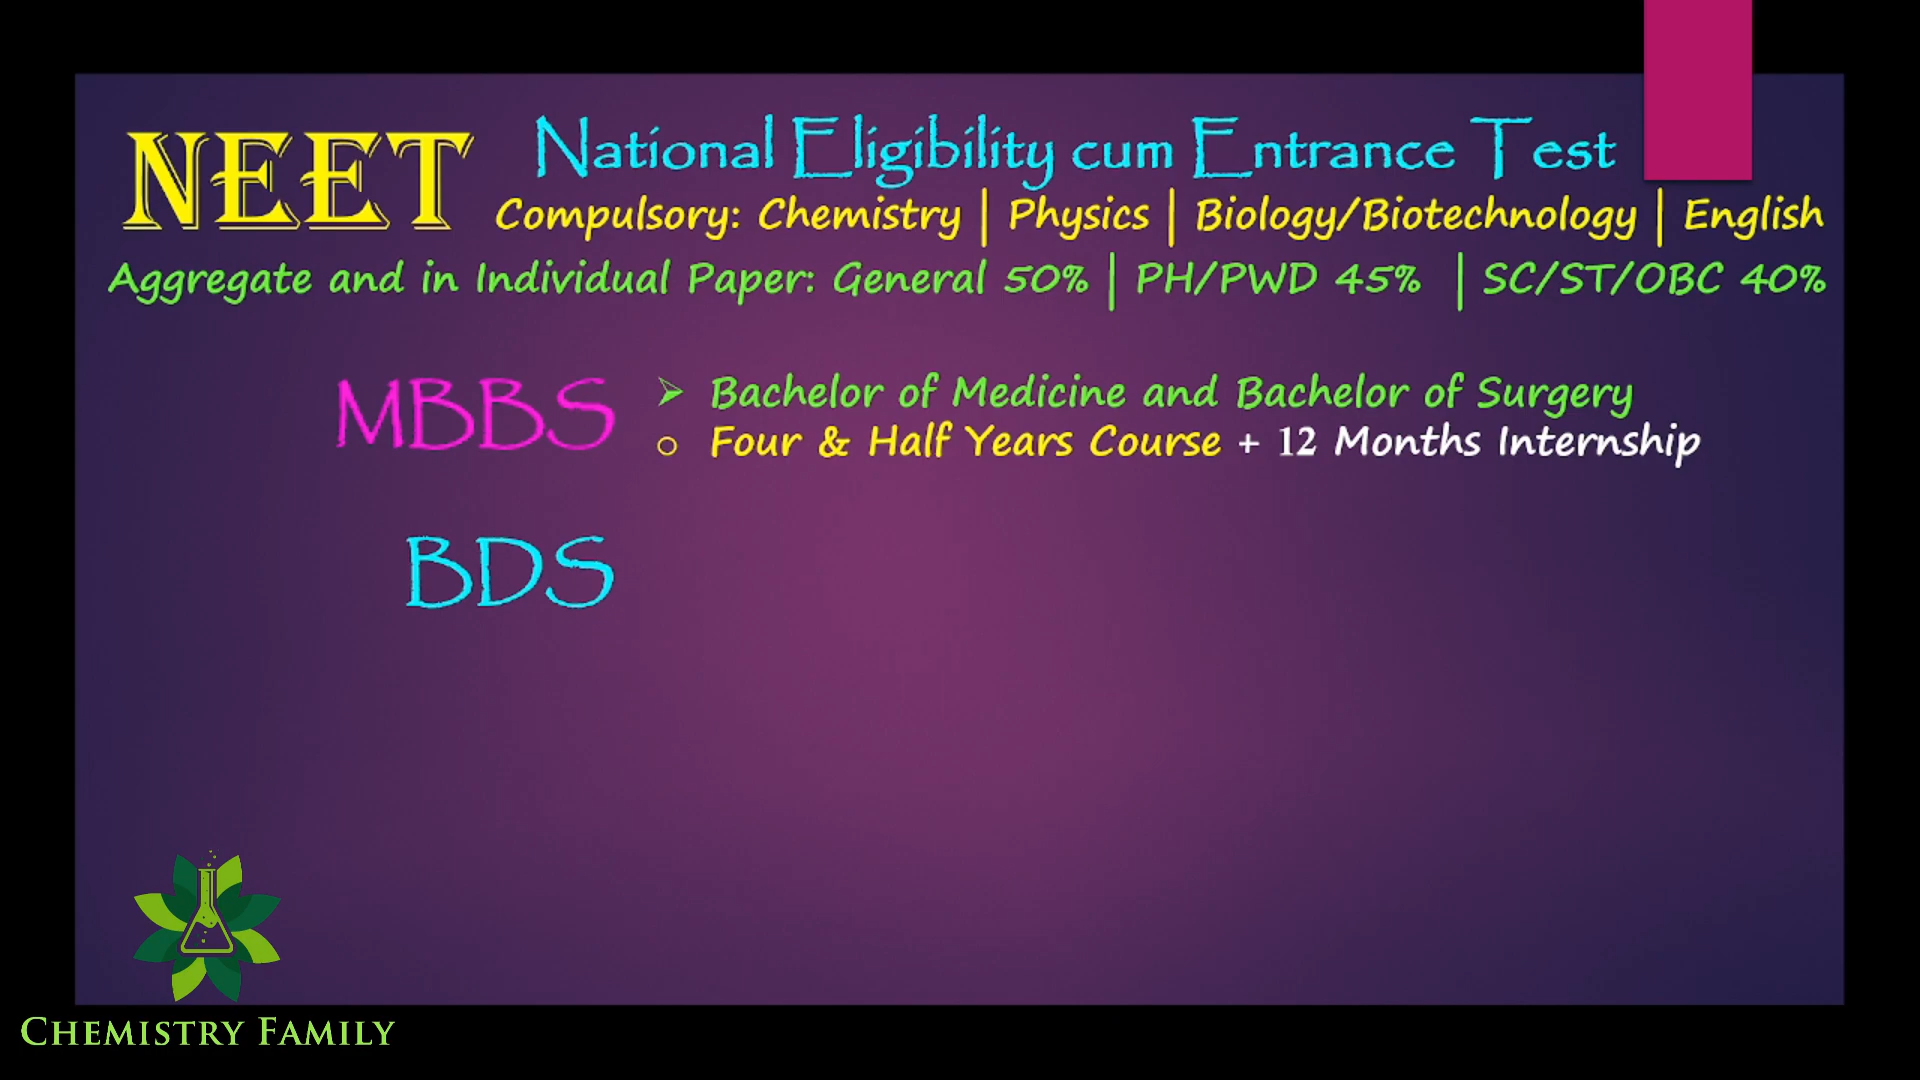 NEET
National Eligibility cum Entrance Test
Compulsory: Chemistry | Physics | Biology/Biotechnology | English
Aggregate and in Individual Paper: General 50% | PH/PWD 45% | SC/ST/OBC 40%
MBBS
➢ Bachelor of Medicine and Bachelor of Surgery
o Four & Half Years Course + 12 Months Internship
BDS
CHEMISTRY FAMILY